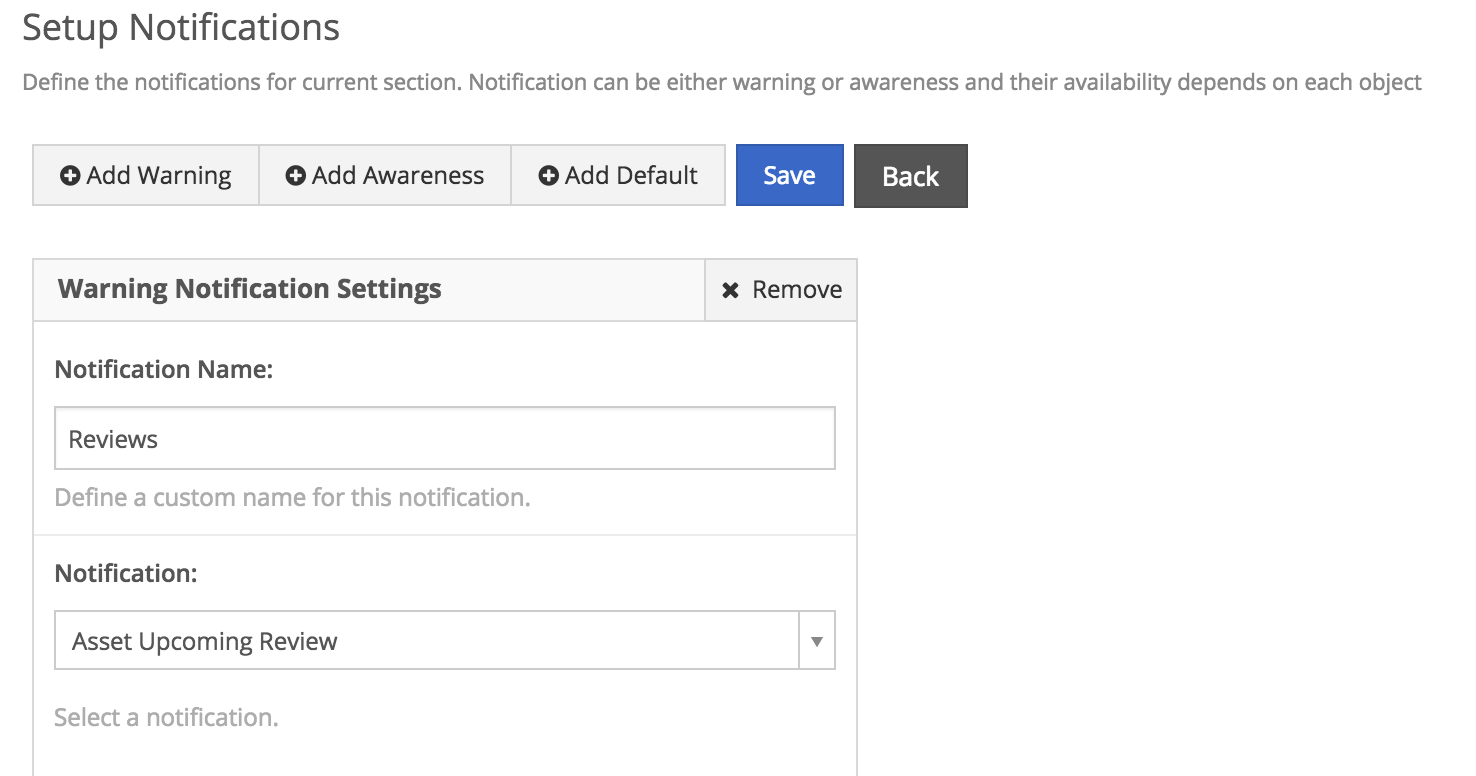 Setup Notifications
Define the notifications for current section. Notification can be either warning or awareness and their availability depends on each object
Add Warning Add Awareness Add Default Save Back
Warning Notification Settings Remove
Notification Name:
Reviews
Define a custom name for this notification.
Notification:
Asset Upcoming Review
Select a notification.